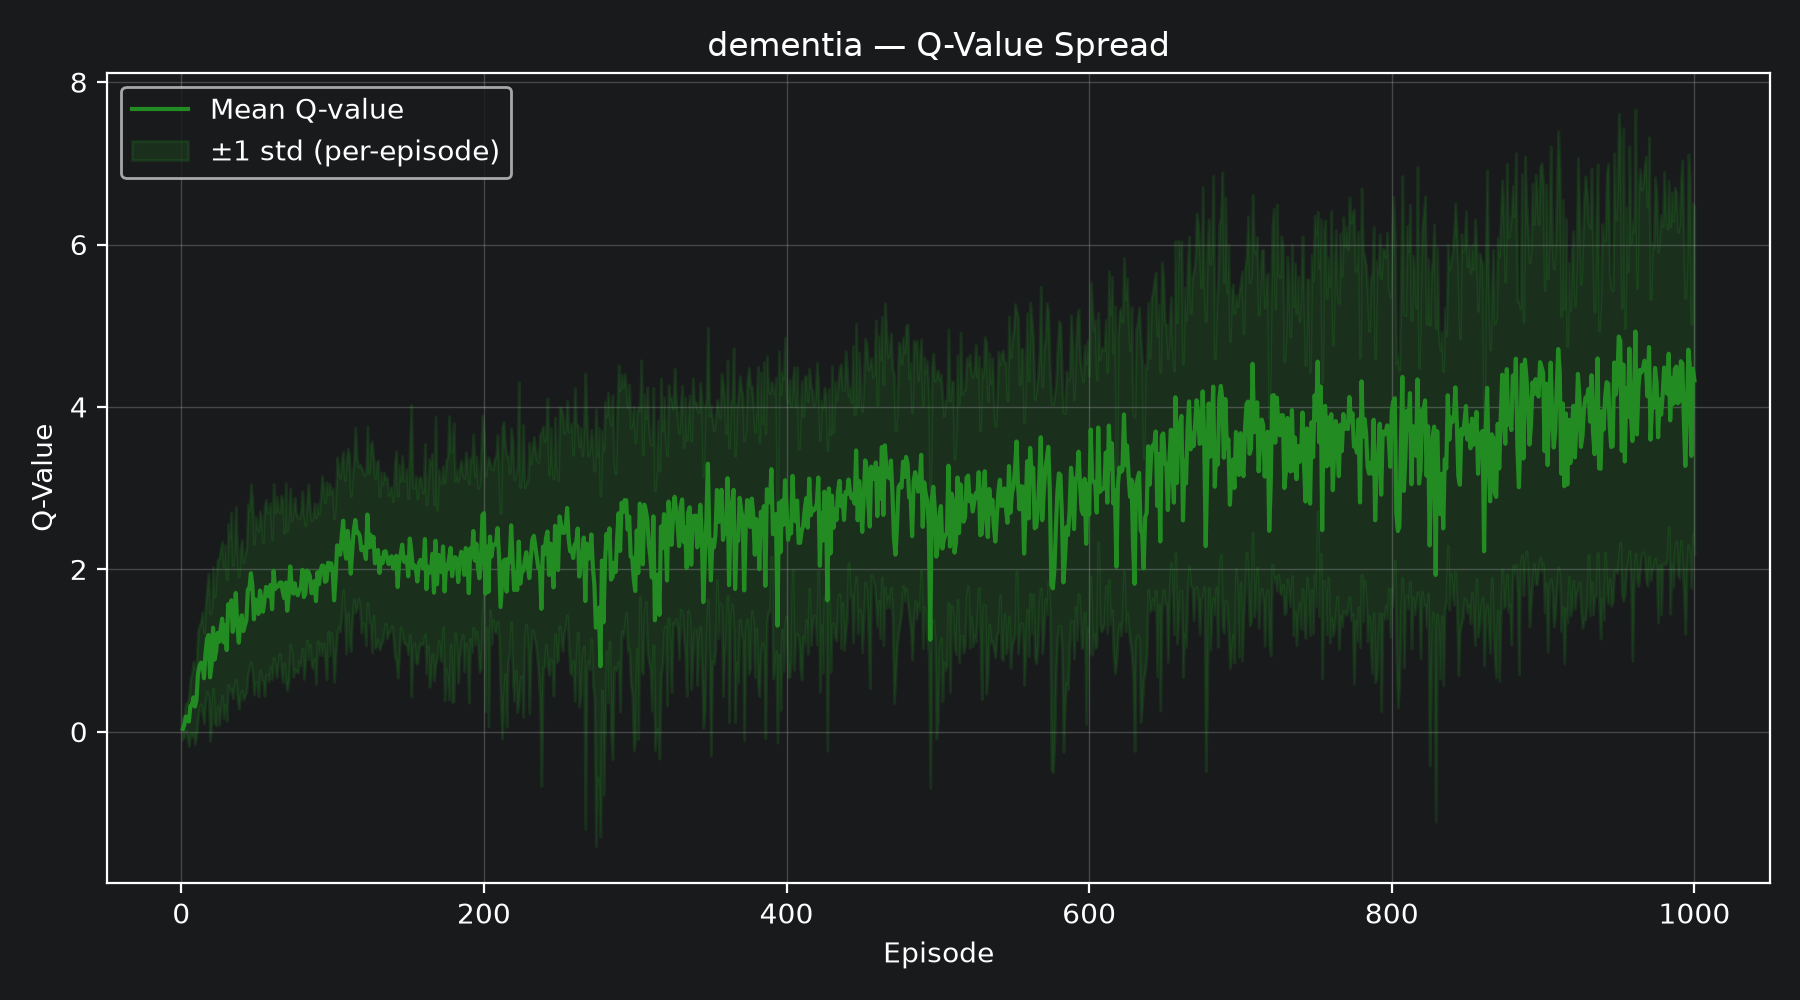 dementia — Q-Value Spread
Mean Q-value
±1 std (per-episode)
8
6
4
2
0
Q-Value
0 200 400 600 800 1000
Episode